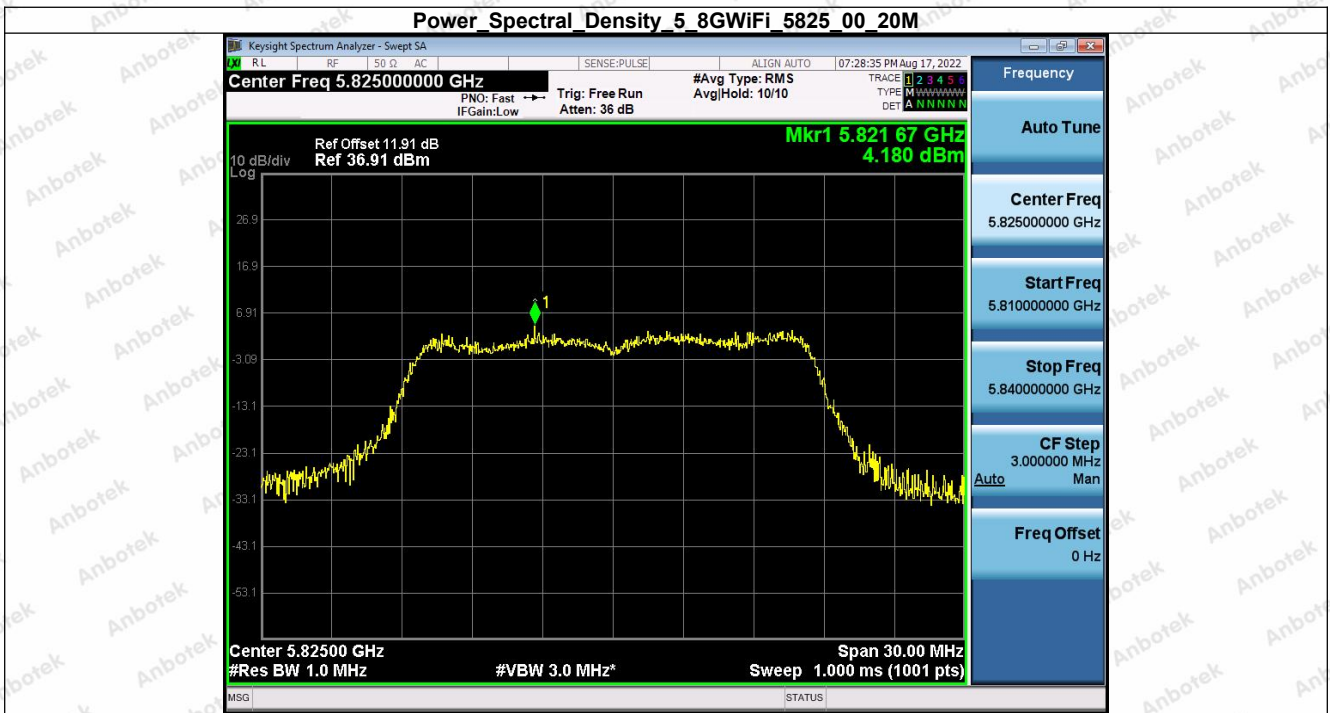 Power_Spectral_Density_5_8GWiFi_5825_00_20M
Keysight Spectrum Analyzer - Swept SA
LXI RL RF 50 Ω AC SENSE:PULSE ALIGN AUTO 07:28:35 PM Aug 17, 2022
Center Freq 5.825000000 GHz
PNO: Fast
IFGain:Low
Trig: Free Run
Atten: 36 dB
#Avg Type: RMS
Avg|Hold: 10/10
TRACE 1 2 3 4 5 6
TYPE M WWWWW
DET A N N N N N
Ref Offset 11.91 dB
10 dB/div Ref 36.91 dBm
Log
Mkr1 5.821 67 GHz
4.180 dBm
26.9
16.9
6.91
-3.09
-13.1
-23.1
-33.1
-43.1
-53.1
1
Center 5.82500 GHz Span 30.00 MHz
#Res BW 1.0 MHz #VBW 3.0 MHz* Sweep 1.000 ms (1001 pts)
MSG STATUS
Frequency
Auto Tune
Center Freq
5.825000000 GHz
Start Freq
5.810000000 GHz
Stop Freq
5.840000000 GHz
CF Step
3.000000 MHz
Auto Man
Freq Offset
0 Hz
Anbotek